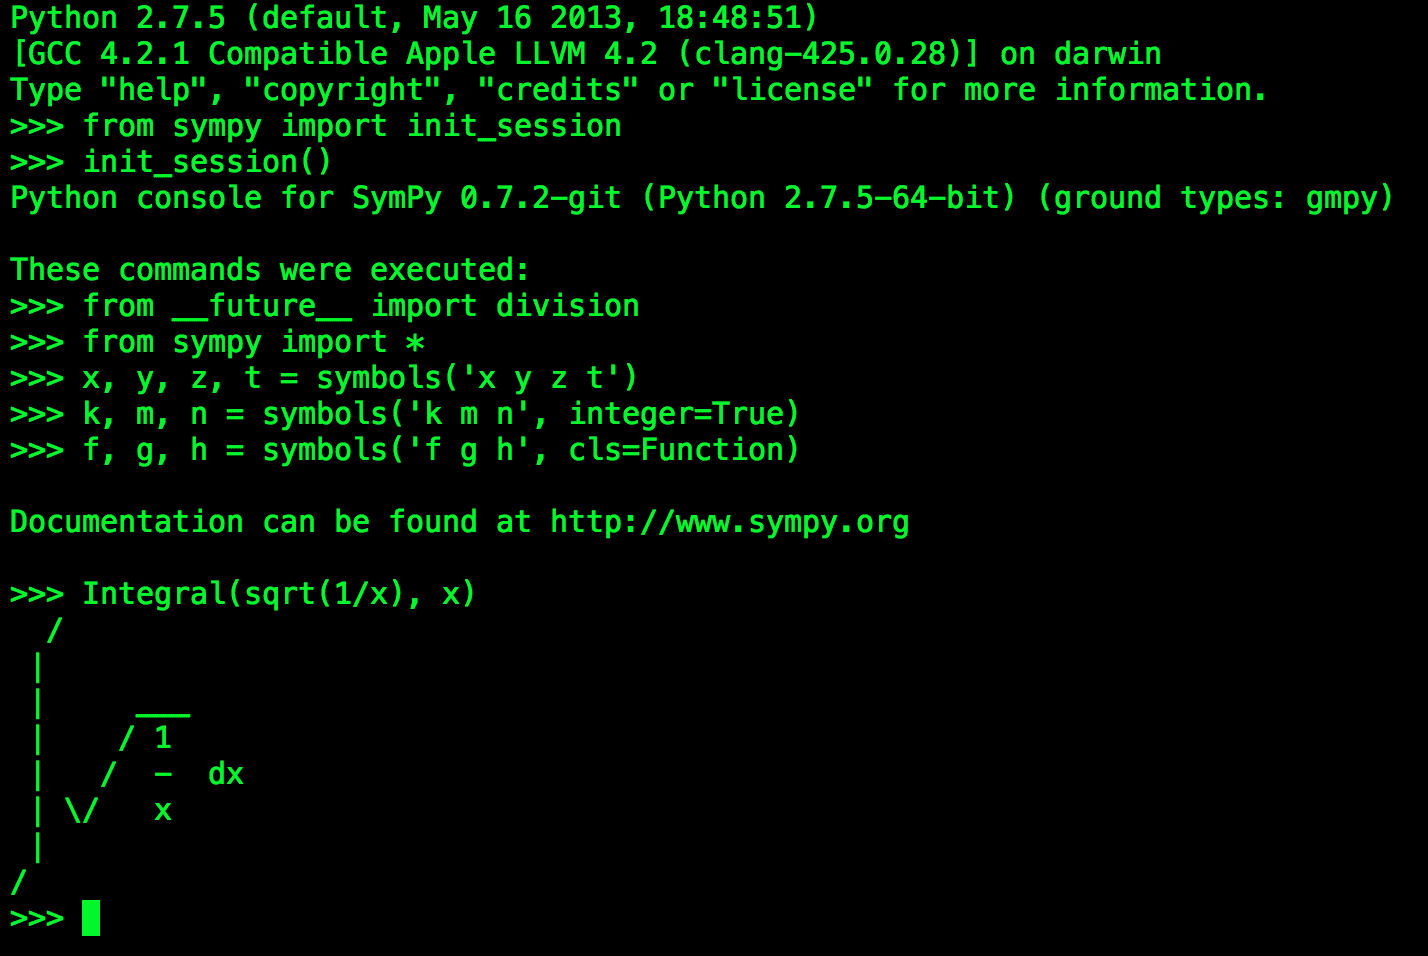 Python 2.7.5 (default, May 16 2013, 18:48:51)
[GCC 4.2.1 Compatible Apple LLVM 4.2 (clang-425.0.28)] on darwin
Type "help", "copyright", "credits" or "license" for more information.
>>> from sympy import init_session
>>> init_session()
Python console for SymPy 0.7.2-git (Python 2.7.5-64-bit) (ground types: gmpy)

These commands were executed:
>>> from __future__ import division
>>> from sympy import *
>>> x, y, z, t = symbols('x y z t')
>>> k, m, n = symbols('k m n', integer=True)
>>> f, g, h = symbols('f g h', cls=Function)

Documentation can be found at http://www.sympy.org

>>> Integral(sqrt(1/x), x)
  /
 |
 |     ___
 |    / 1
 |   /  -  dx
 | \/   x
 |
/
>>>